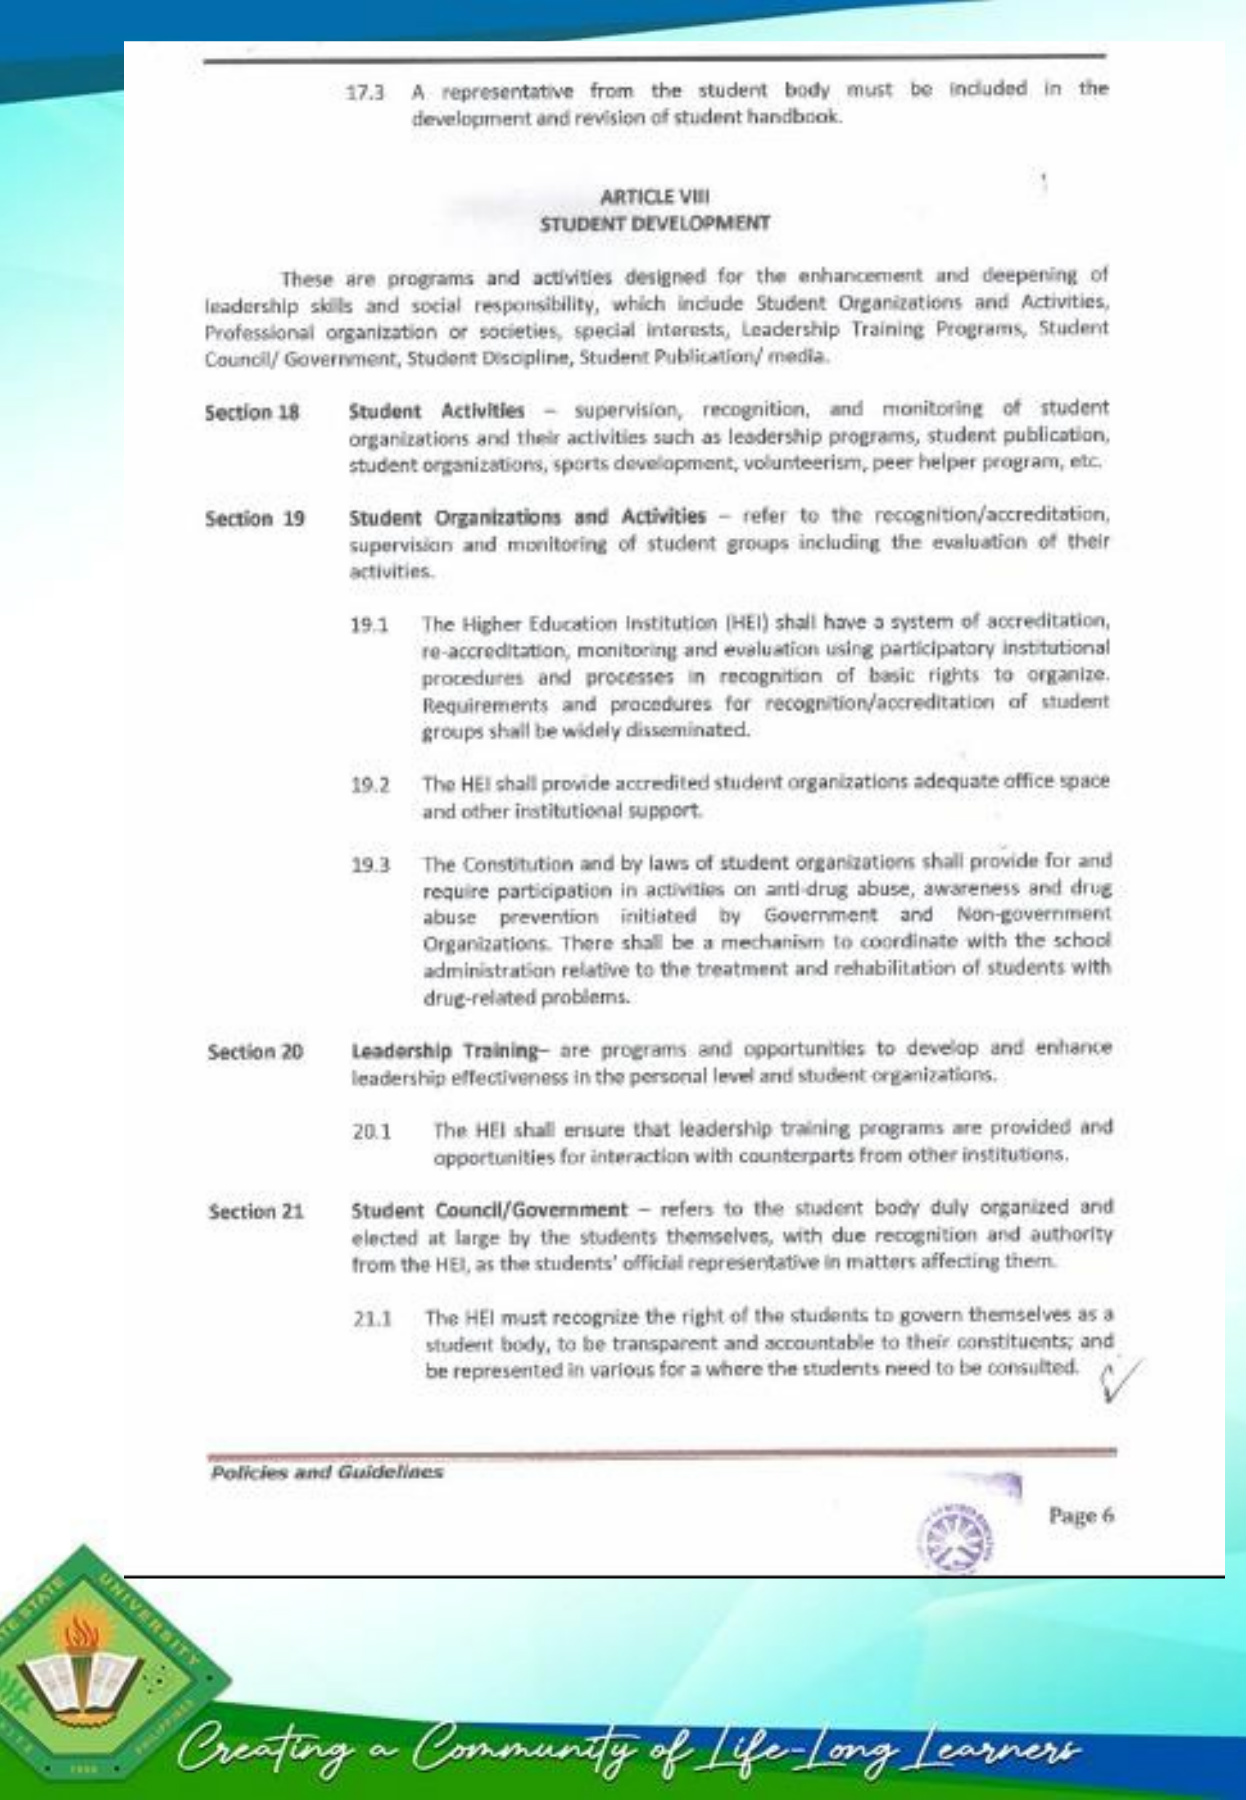 17.3 A representative from the student body must be included in the
development and revision of student handbook.
ARTICLE VIII
STUDENT DEVELOPMENT
These are programs and activities designed for the enhancement and deepening of
leadership skills and social responsibility, which include Student Organizations and Activities,
Professional organization or societies, special interests, Leadership Training Programs, Student
Council/ Government, Student Discipline, Student Publication/ media.
Section 18 Student Activities – supervision, recognition, and monitoring of student
organizations and their activities such as leadership programs, student publication,
student organizations, sports development, volunteerism, peer helper program, etc.
Section 19 Student Organizations and Activities – refer to the recognition/accreditation,
supervision and monitoring of student groups including the evaluation of their
activities.
19.1 The Higher Education Institution (HEI) shall have a system of accreditation,
re-accreditation, monitoring and evaluation using participatory institutional
procedures and processes in recognition of basic rights to organize.
Requirements and procedures for recognition/accreditation of student
groups shall be widely disseminated.
19.2 The HEI shall provide accredited student organizations adequate office space
and other institutional support.
19.3 The Constitution and by laws of student organizations shall provide for and
require participation in activities on anti-drug abuse, awareness and drug
abuse prevention initiated by Government and Non-government
Organizations. There shall be a mechanism to coordinate with the school
administration relative to the treatment and rehabilitation of students with
drug-related problems.
Section 20 Leadership Training– are programs and opportunities to develop and enhance
leadership effectiveness in the personal level and student organizations.
20.1 The HEI shall ensure that leadership training programs are provided and
opportunities for interaction with counterparts from other institutions.
Section 21 Student Council/Government – refers to the student body duly organized and
elected at large by the students themselves, with due recognition and authority
from the HEI, as the students' official representative in matters affecting them.
21.1 The HEI must recognize the right of the students to govern themselves as a
student body, to be transparent and accountable to their constituents; and
be represented in various for a where the students need to be consulted.
Policies and Guidelines
Page 6
STATE UNIVERSITY
PHILIPPINES
Creating a Community of Life-Long Learners